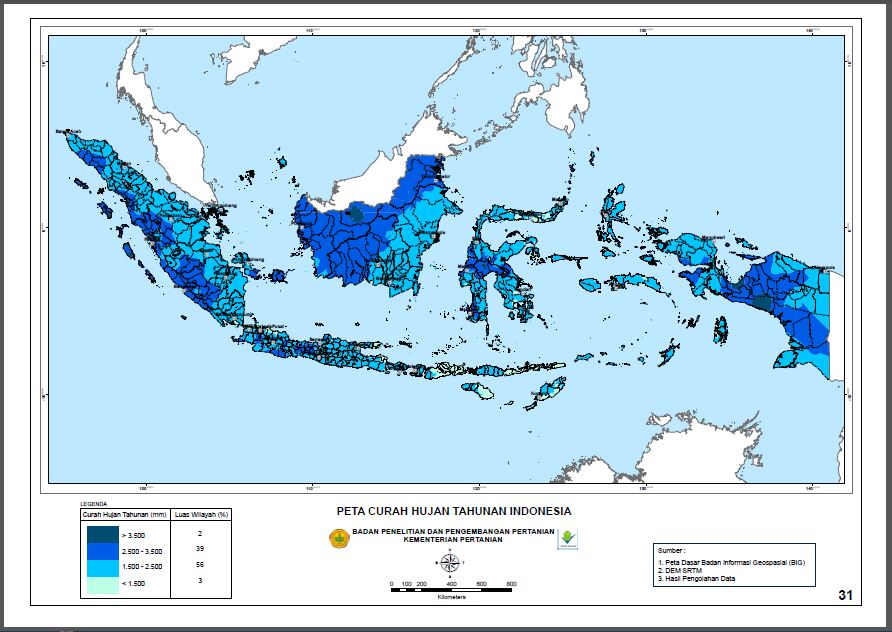 LEGENDA
Curah Hujan Tahunan (mm) Luas Wilayah (%)
> 3.500 2
2.500 - 3.500 39
1.500 - 2.500 56
< 1.500 3
PETA CURAH HUJAN TAHUNAN INDONESIA
BADAN PENELITIAN DAN PENGEMBANGAN PERTANIAN
KEMENTERIAN PERTANIAN
0 100 200 400 600 800
Kilometers
Sumber :
1. Peta Dasar Badan Informasi Geospasial (BIG)
2. DEM SRTM
3. Hasil Pengolahan Data
31